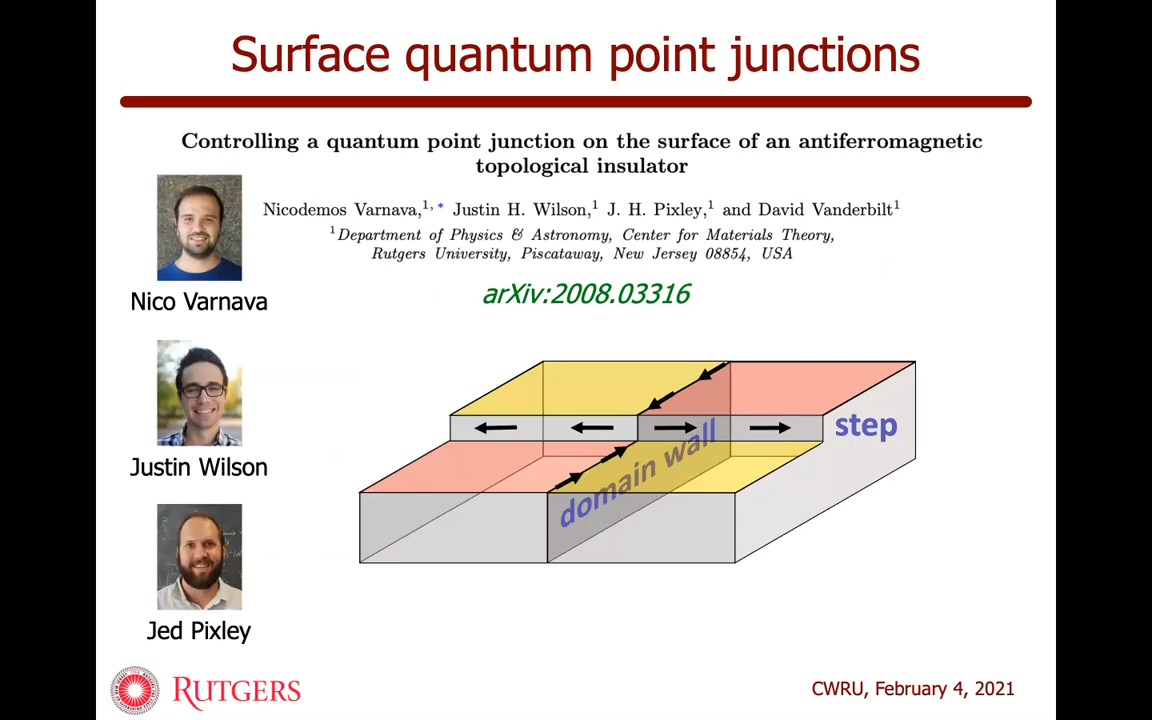 Surface quantum point junctions
Controlling a quantum point junction on the surface of an antiferromagnetic
topological insulator
Nicodemos Varnava,1, * Justin H. Wilson,1 J. H. Pixley,1 and David Vanderbilt1
1Department of Physics & Astronomy, Center for Materials Theory,
Rutgers University, Piscataway, New Jersey 08854, USA
arXiv:2008.03316
Nico Varnava
Justin Wilson
Jed Pixley
step
domain wall
RUTGERS
CWRU, February 4, 2021